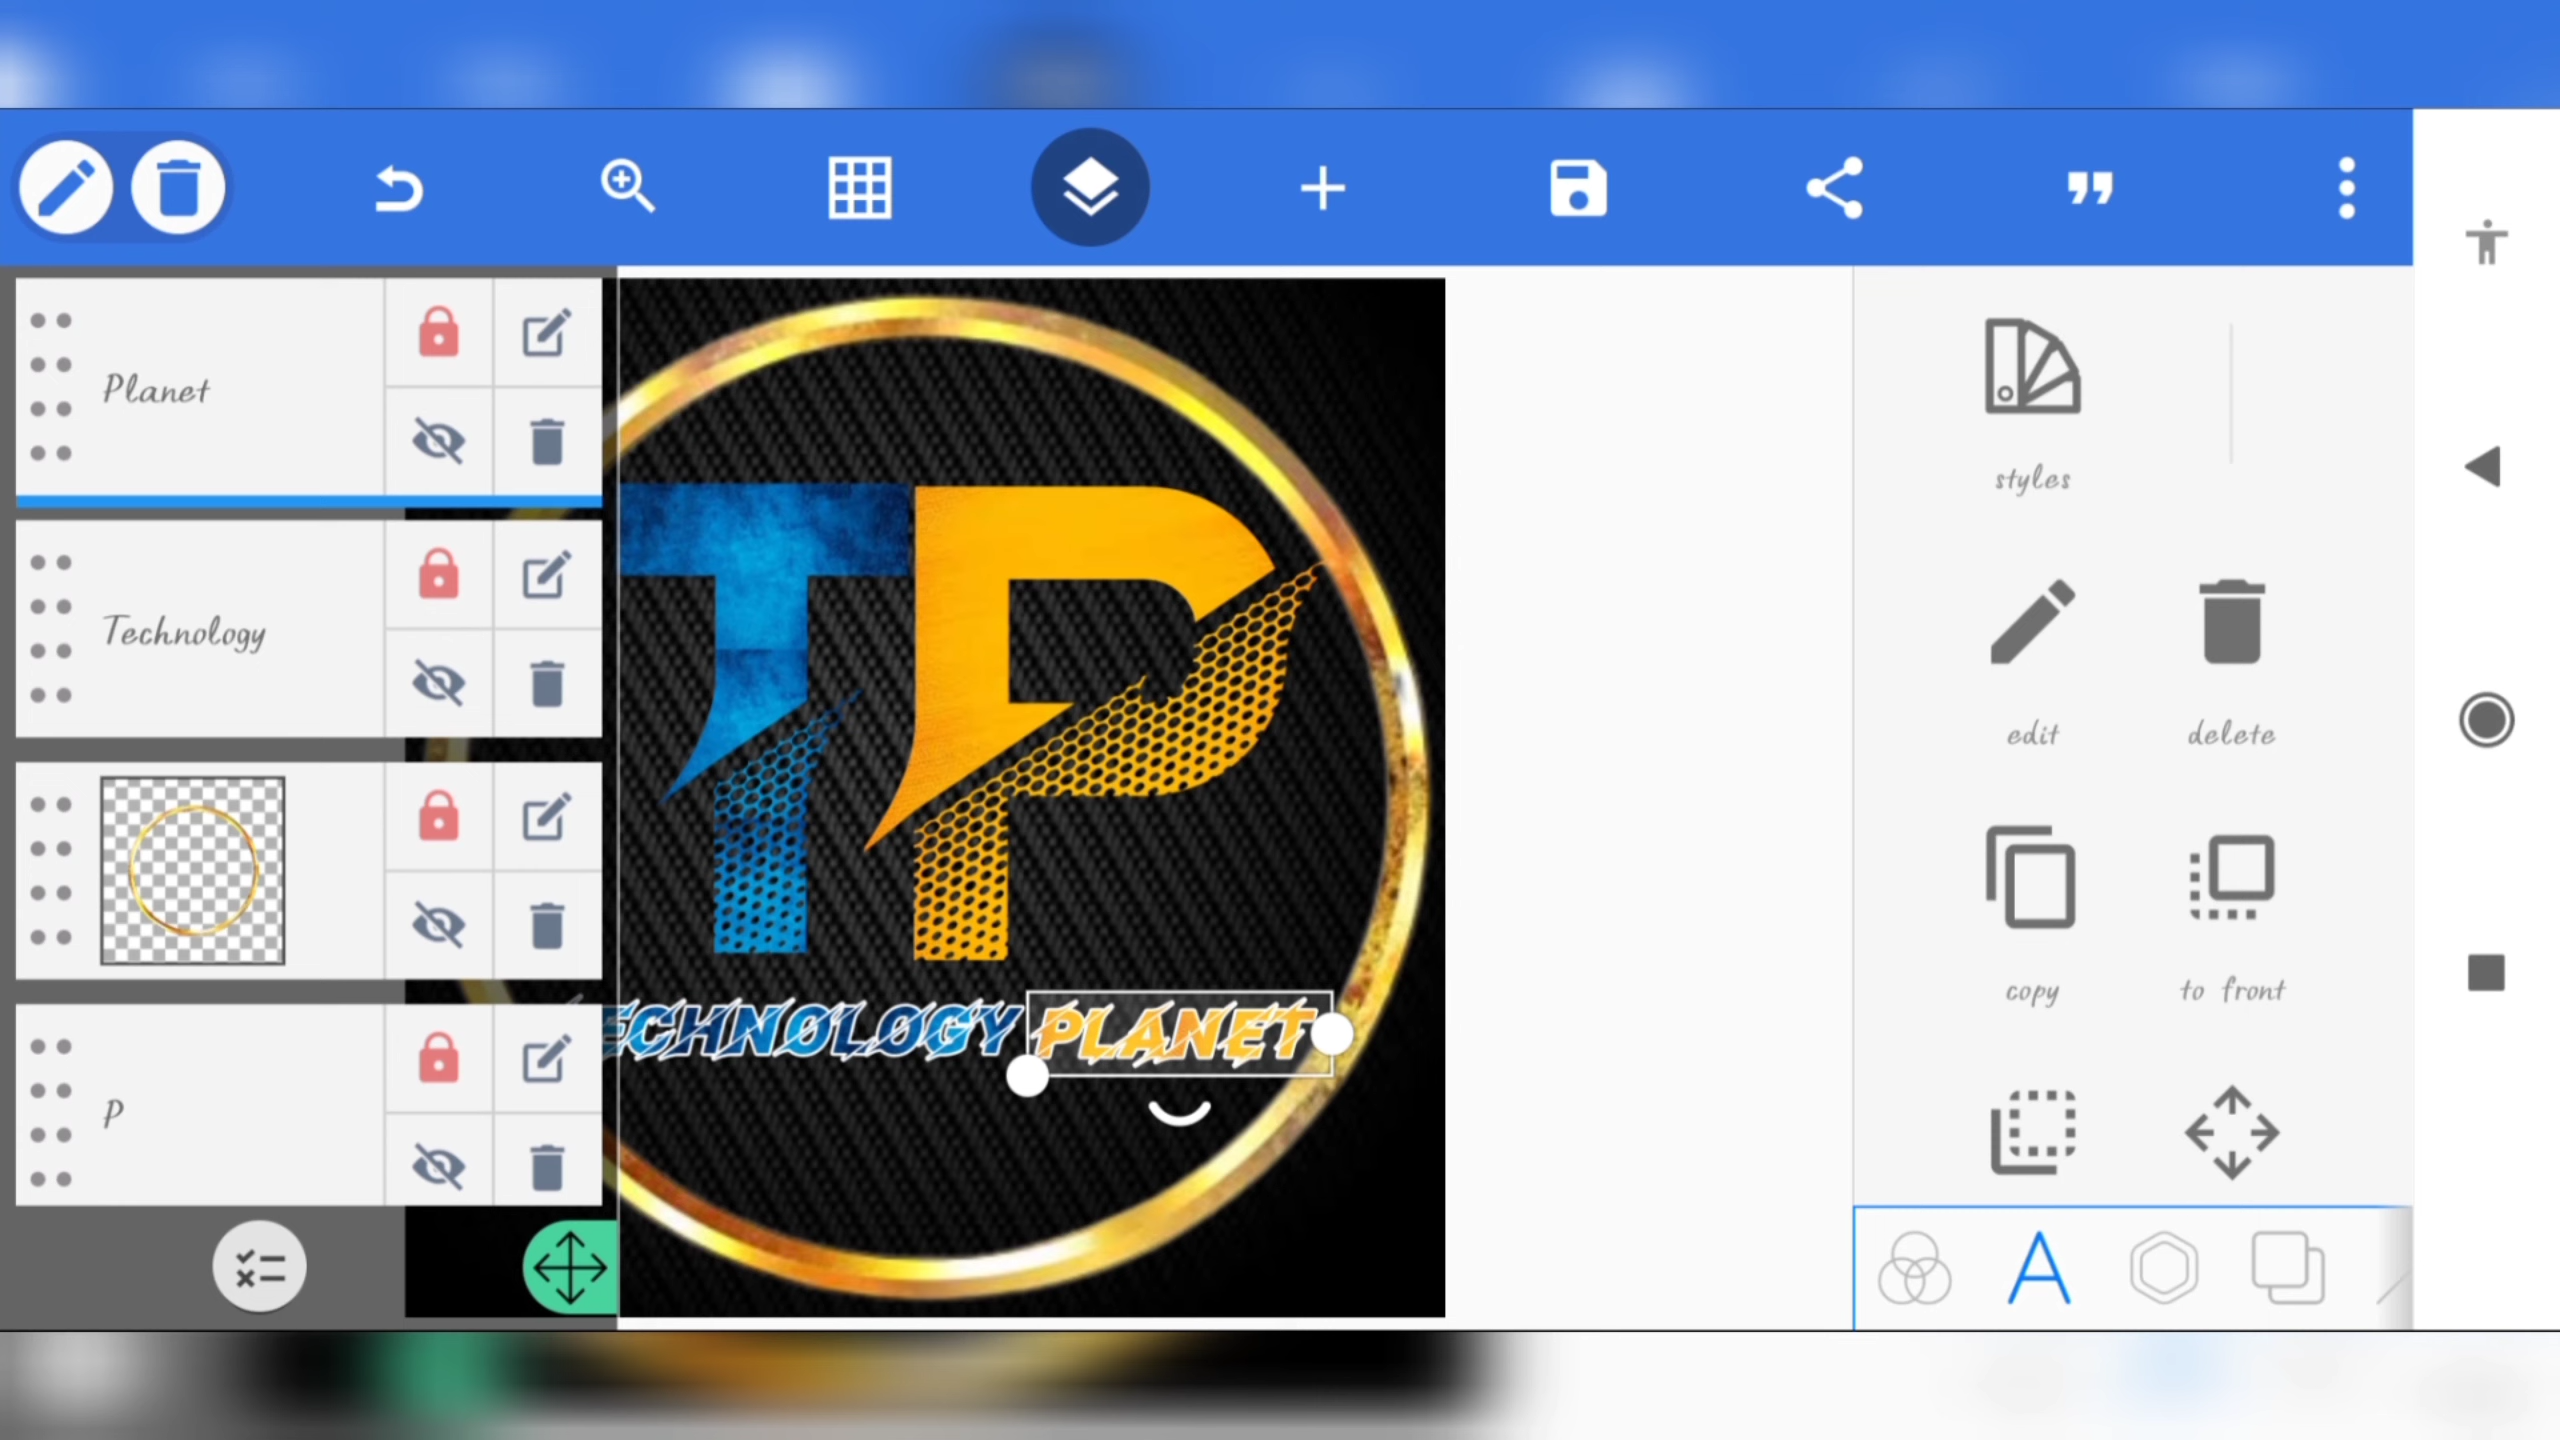 Planet
Technology
P
TP
ECHNOLOGY PLANET
styles
edit
delete
copy
to front